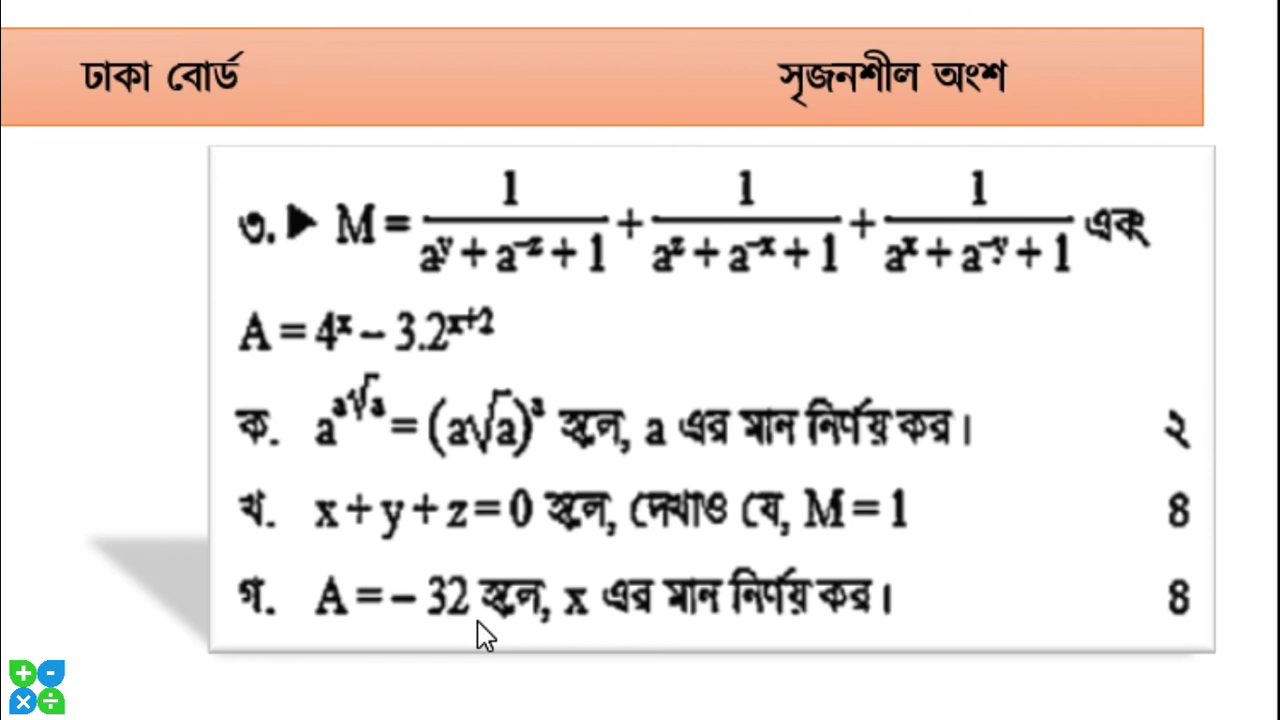 ঢাকা বোর্ড সৃজনশীল অংশ
৩. ▶ M = 1/(a^y + a^-z + 1) + 1/(a^z + a^-x + 1) + 1/(a^x + a^-y + 1) এবং
A = 4^x – 3.2^(x+2)
ক. a^(a√a) = (a√a)^a হলে, a এর মান নির্ণয় কর। ২
খ. x + y + z = 0 হলে, দেখাও যে, M = 1 ৪
গ. A = – 32 হলে, x এর মান নির্ণয় কর। ৪